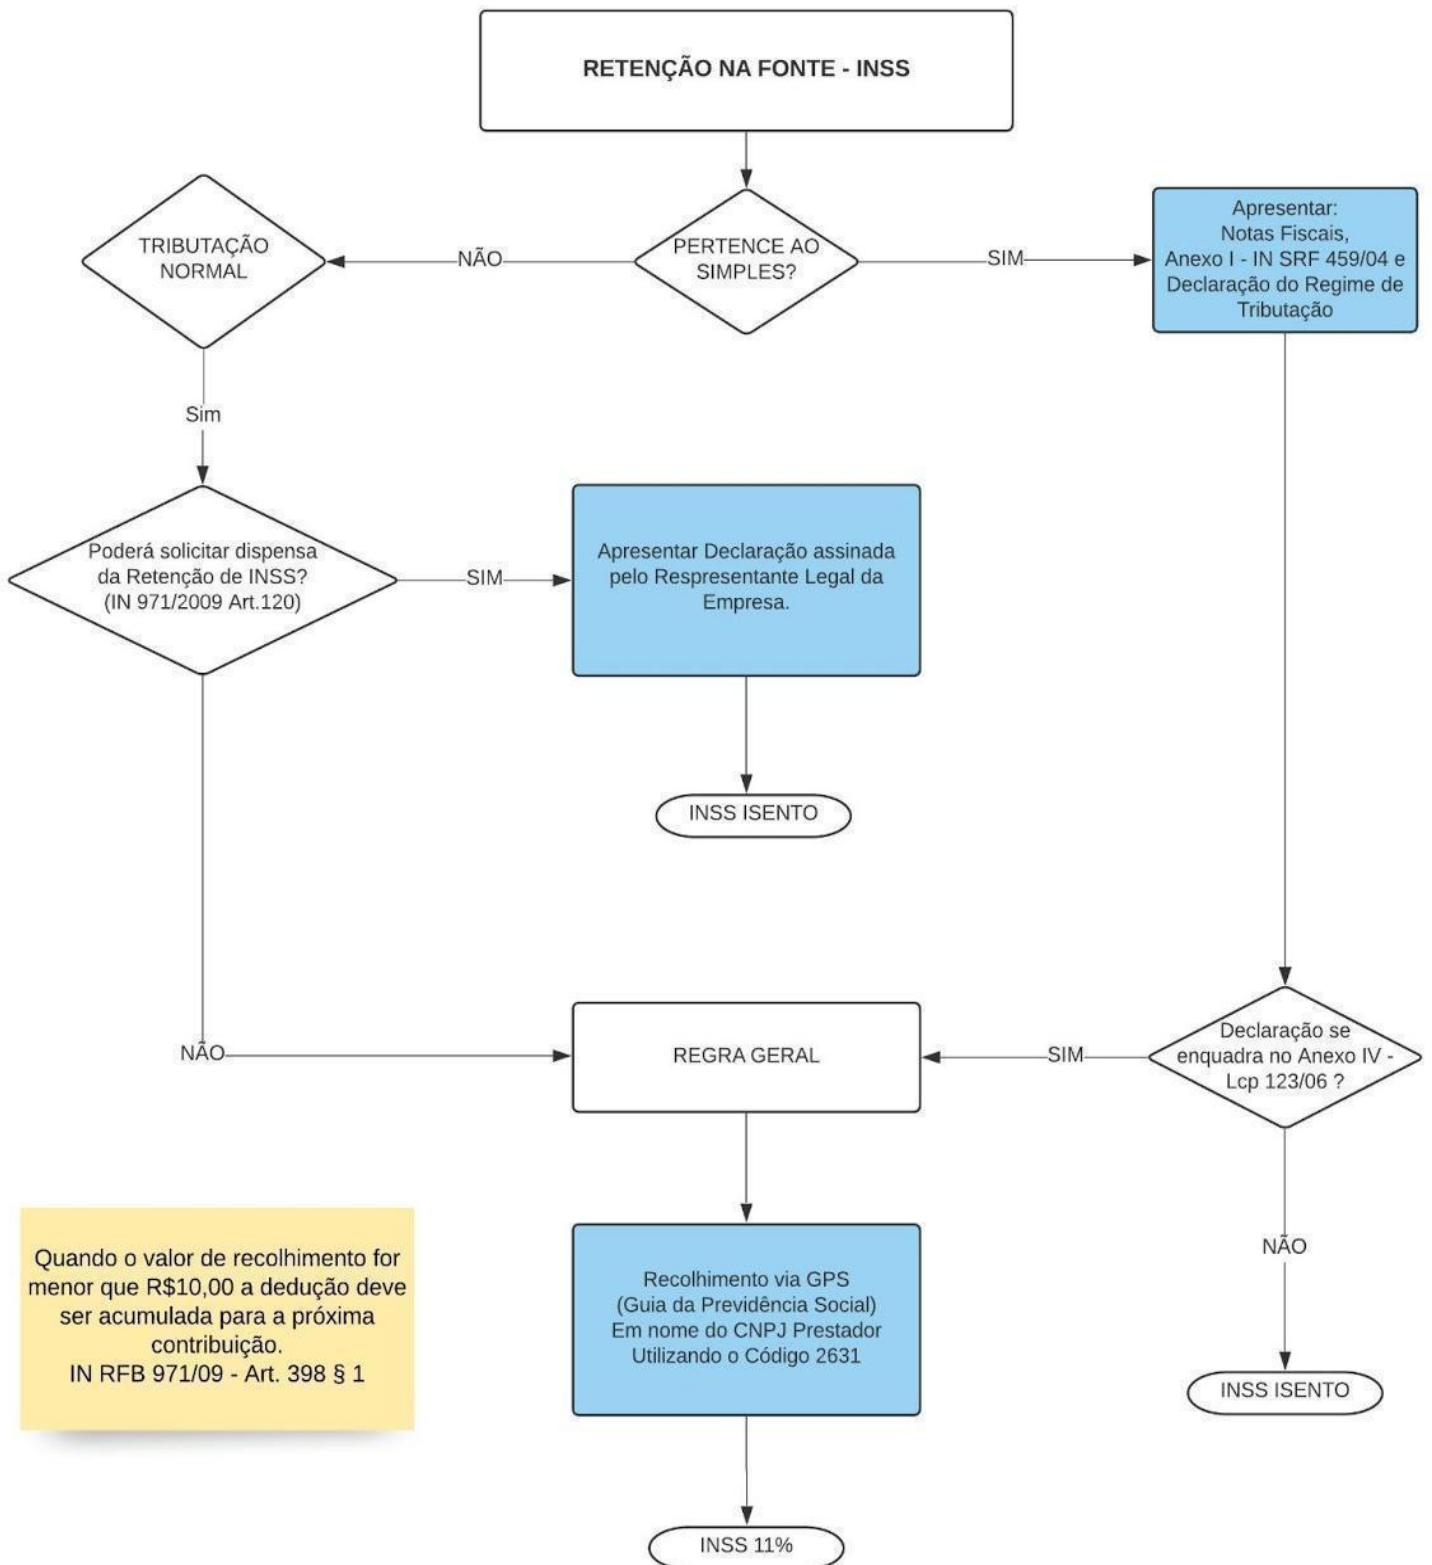 RETENÇÃO NA FONTE - INSS
TRIBUTAÇÃO
NORMAL
NÃO
PERTENCE AO
SIMPLES?
SIM
Apresentar:
Notas Fiscais,
Anexo I - IN SRF 459/04 e
Declaração do Regime de
Tributação
Sim
Poderá solicitar dispensa
da Retenção de INSS?
(IN 971/2009 Art.120)
SIM
Apresentar Declaração assinada
pelo Respresentante Legal da
Empresa.
INSS ISENTO
NÃO
REGRA GERAL
SIM
Declaração se
enquadra no Anexo IV -
Lcp 123/06 ?
Quando o valor de recolhimento for
menor que R$10,00 a dedução deve
ser acumulada para a próxima
contribuição.
IN RFB 971/09 - Art. 398 § 1
Recolhimento via GPS
(Guia da Previdência Social)
Em nome do CNPJ Prestador
Utilizando o Código 2631
NÃO
INSS ISENTO
INSS 11%